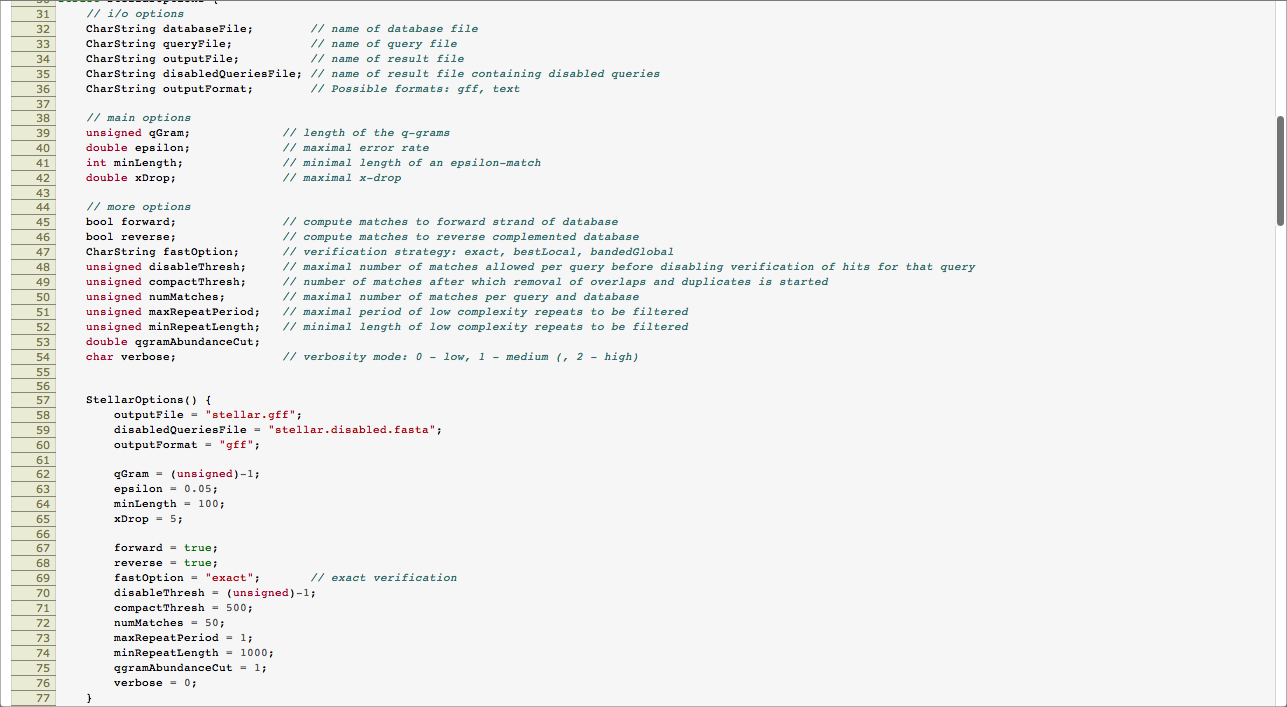 31 // i/o options
32 CharString databaseFile; // name of database file
33 CharString queryFile; // name of query file
34 CharString outputFile; // name of result file
35 CharString disabledQueriesFile; // name of result file containing disabled queries
36 CharString outputFormat; // Possible formats: gff, text
37
38 // main options
39 unsigned qGram; // length of the q-grams
40 double epsilon; // maximal error rate
41 int minLength; // minimal length of an epsilon-match
42 double xDrop; // maximal x-drop
43
44 // more options
45 bool forward; // compute matches to forward strand of database
46 bool reverse; // compute matches to reverse complemented database
47 CharString fastOption; // verification strategy: exact, bestLocal, bandedGlobal
48 unsigned disableThresh; // maximal number of matches allowed per query before disabling verification of hits for that query
49 unsigned compactThresh; // number of matches after which removal of overlaps and duplicates is started
50 unsigned numMatches; // maximal number of matches per query and database
51 unsigned maxRepeatPeriod; // maximal period of low complexity repeats to be filtered
52 unsigned minRepeatLength; // minimal length of low complexity repeats to be filtered
53 double qgramAbundanceCut;
54 char verbose; // verbosity mode: 0 - low, 1 - medium (, 2 - high)
55
56
57 StellarOptions() {
58 outputFile = "stellar.gff";
59 disabledQueriesFile = "stellar.disabled.fasta";
60 outputFormat = "gff";
61
62 qGram = (unsigned)-1;
63 epsilon = 0.05;
64 minLength = 100;
65 xDrop = 5;
66
67 forward = true;
68 reverse = true;
69 fastOption = "exact"; // exact verification
70 disableThresh = (unsigned)-1;
71 compactThresh = 500;
72 numMatches = 50;
73 maxRepeatPeriod = 1;
74 minRepeatLength = 1000;
75 qgramAbundanceCut = 1;
76 verbose = 0;
77 }